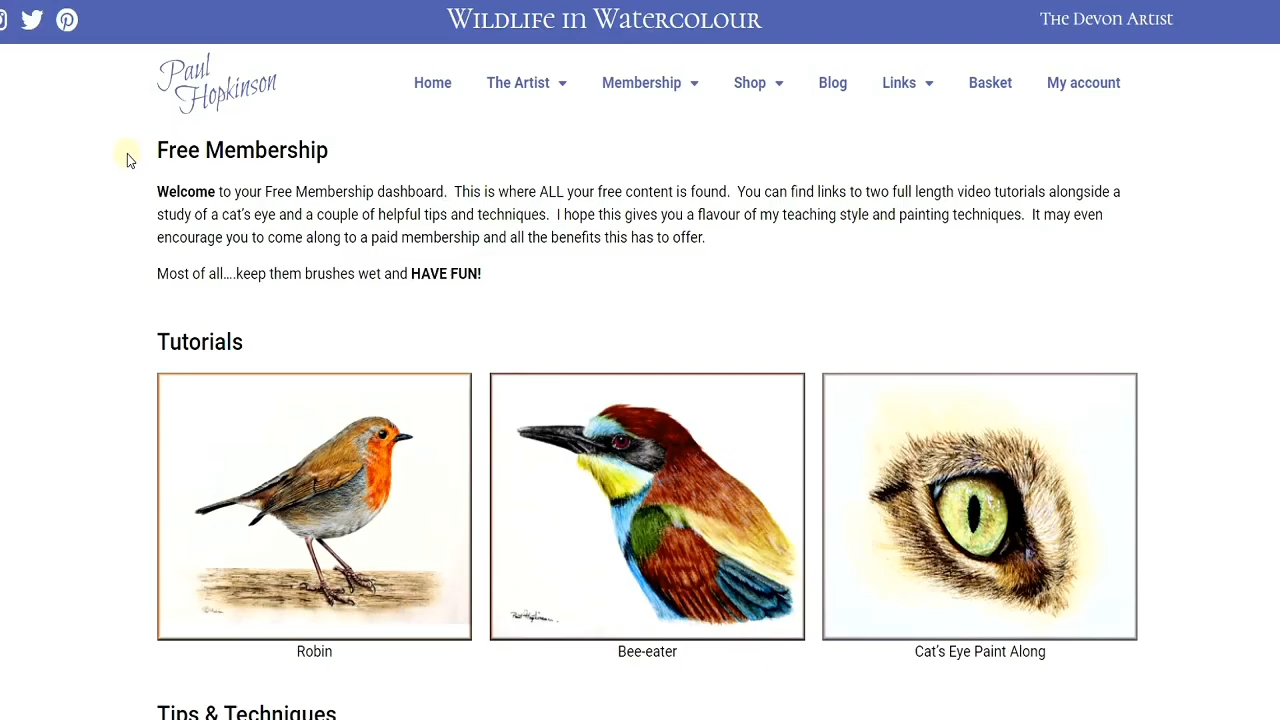 Wildlife in Watercolour
The Devon Artist
Paul Hopkinson
Home
The Artist
Membership
Shop
Blog
Links
Basket
My account
Free Membership
Welcome to your Free Membership dashboard. This is where ALL your free content is found. You can find links to two full length video tutorials alongside a
study of a cat's eye and a couple of helpful tips and techniques. I hope this gives you a flavour of my teaching style and painting techniques. It may even
encourage you to come along to a paid membership and all the benefits this has to offer.
Most of all....keep them brushes wet and HAVE FUN!
Tutorials
Robin
Bee-eater
Cat's Eye Paint Along
Tips & Techniques